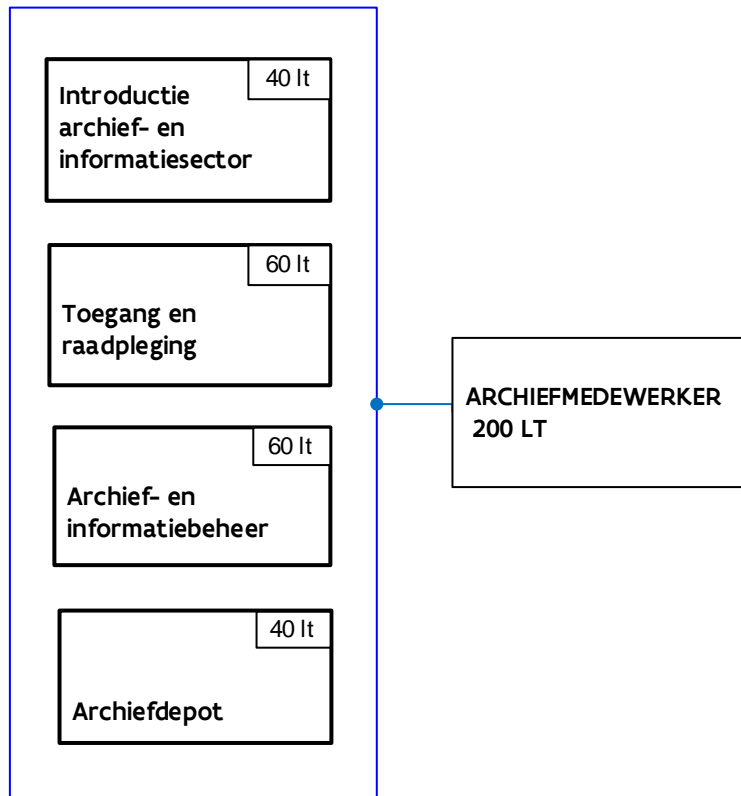 40 lt
Introductie
archief- en
informatiesector
60 lt
Toegang en
raadpleging
60 lt
Archief- en
informatiebeheer
40 lt
Archiefdepot
ARCHIEFMEDEWERKER
200 LT